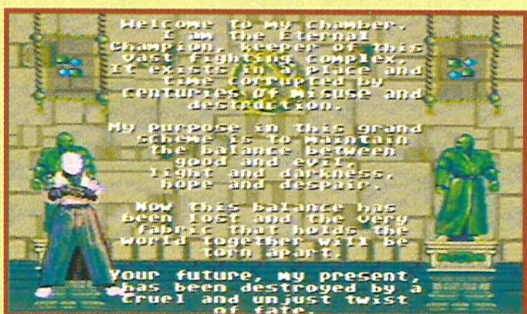 Welcome to my chamber.
I am the Eternal
Champion, keeper of this
vast fighting complex.
It exists in a place and
time corrupted by
centuries of misuse and
destruction.
My purpose in this grand
scheme is to maintain
the balance between
good and evil,
light and darkness,
hope and despair.
Now this balance has
been lost and the very
fabric that holds the
world together will be
torn apart.
Your future, my present,
has been destroyed by a
cruel and unjust twist
of fate.